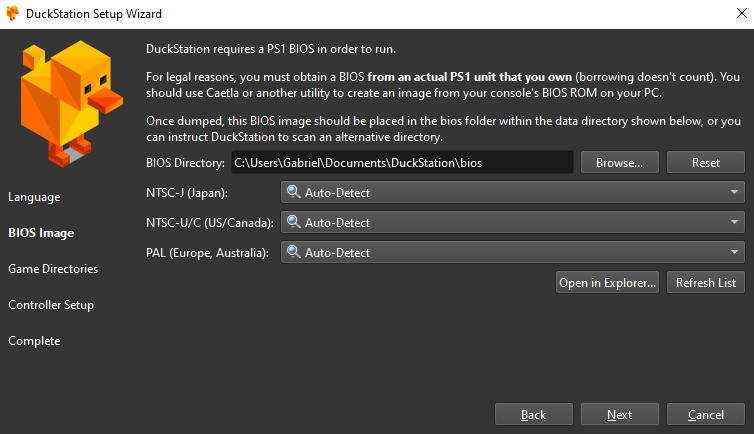 DuckStation Setup Wizard
DuckStation requires a PS1 BIOS in order to run.
For legal reasons, you must obtain a BIOS from an actual PS1 unit that you own (borrowing doesn't count). You
should use Caetla or another utility to create an image from your console's BIOS ROM on your PC.
Once dumped, this BIOS image should be placed in the bios folder within the data directory shown below, or you
can instruct DuckStation to scan an alternative directory.
BIOS Directory: C:\Users\Gabriel\Documents\DuckStation\bios Browse... Reset
Language
NTSC-J (Japan): Auto-Detect
NTSC-U/C (US/Canada): Auto-Detect
BIOS Image
PAL (Europe, Australia): Auto-Detect
Game Directories
Open in Explorer... Refresh List
Controller Setup
Complete
Back Next Cancel